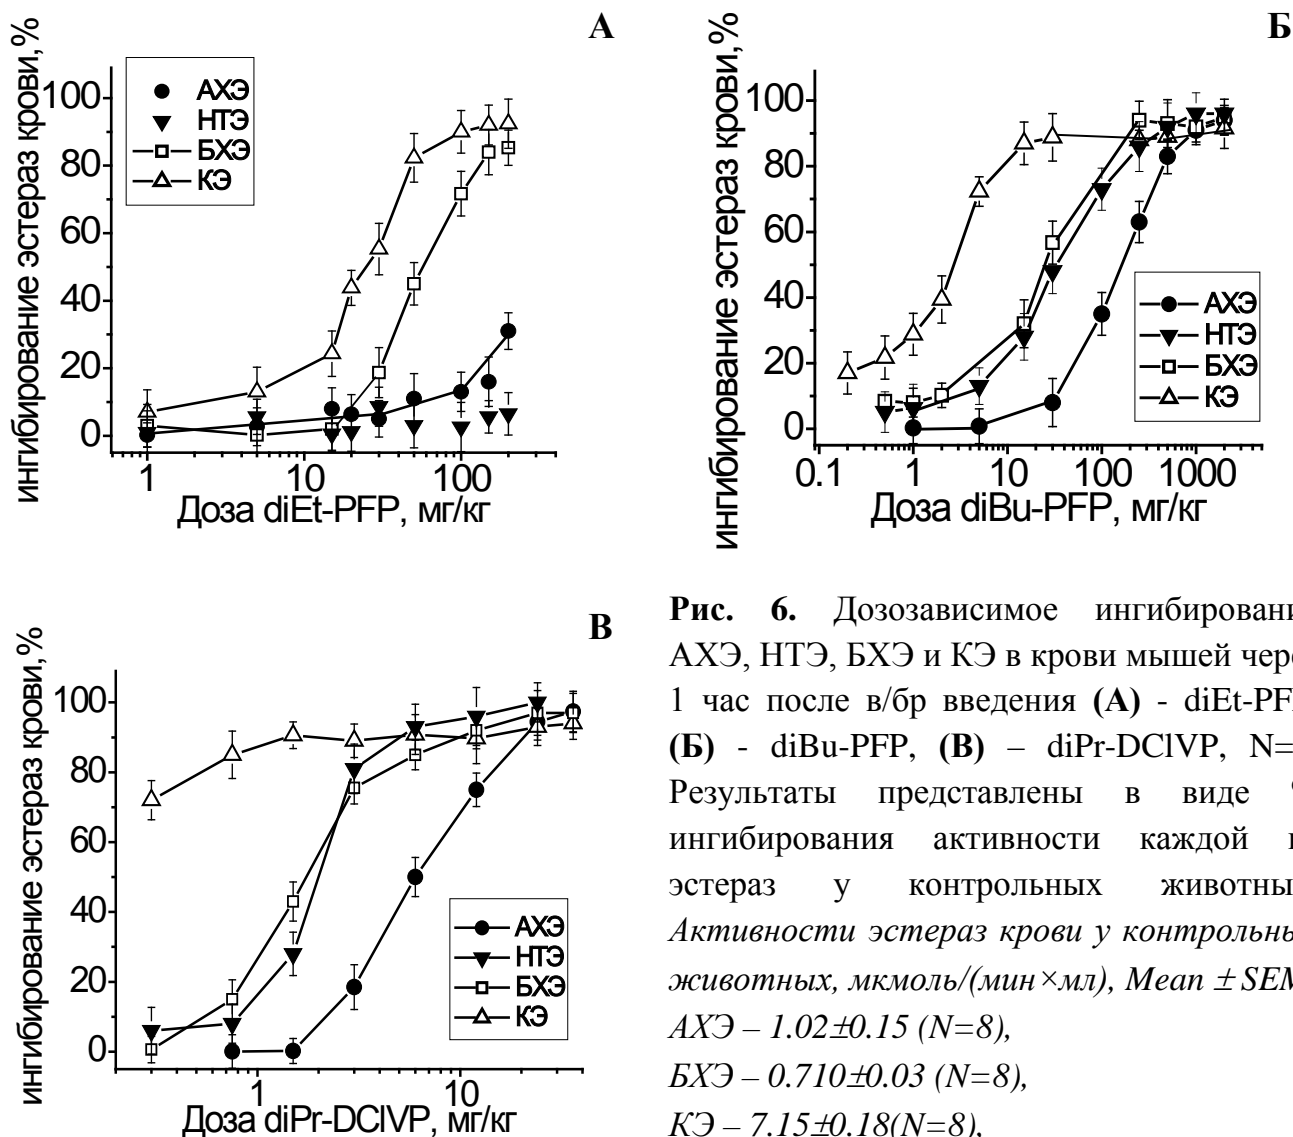 А
ингибирование эстераз крови,%
100
80
60
40
20
0
АХЭ
НТЭ
БХЭ
КЭ
1
10
100
Доза diEt-PFP, мг/кг
Б
ингибирование эстераз крови,%
100
80
60
40
20
0
АХЭ
НТЭ
БХЭ
КЭ
0.1
1
10
100
1000
Доза diBu-PFP, мг/кг
В
ингибирование эстераз крови,%
100
80
60
40
20
0
АХЭ
НТЭ
БХЭ
КЭ
1
10
Доза diPr-DClVP, мг/кг
Рис. 6. Дозозависимое ингибировани
АХЭ, НТЭ, БХЭ и КЭ в крови мышей чере
1 час после в/бр введения (А) - diEt-PF
(Б) - diBu-PFP, (В) – diPr-DClVP, N=
Результаты представлены в виде
ингибирования активности каждой
эстераз у контрольных животны
Активности эстераз крови у контрольны
животных, мкмоль/(мин×мл), Mean ± SEM
АХЭ – 1.02±0.15 (N=8),
БХЭ – 0.710±0.03 (N=8),
КЭ – 7.15±0.18(N=8),